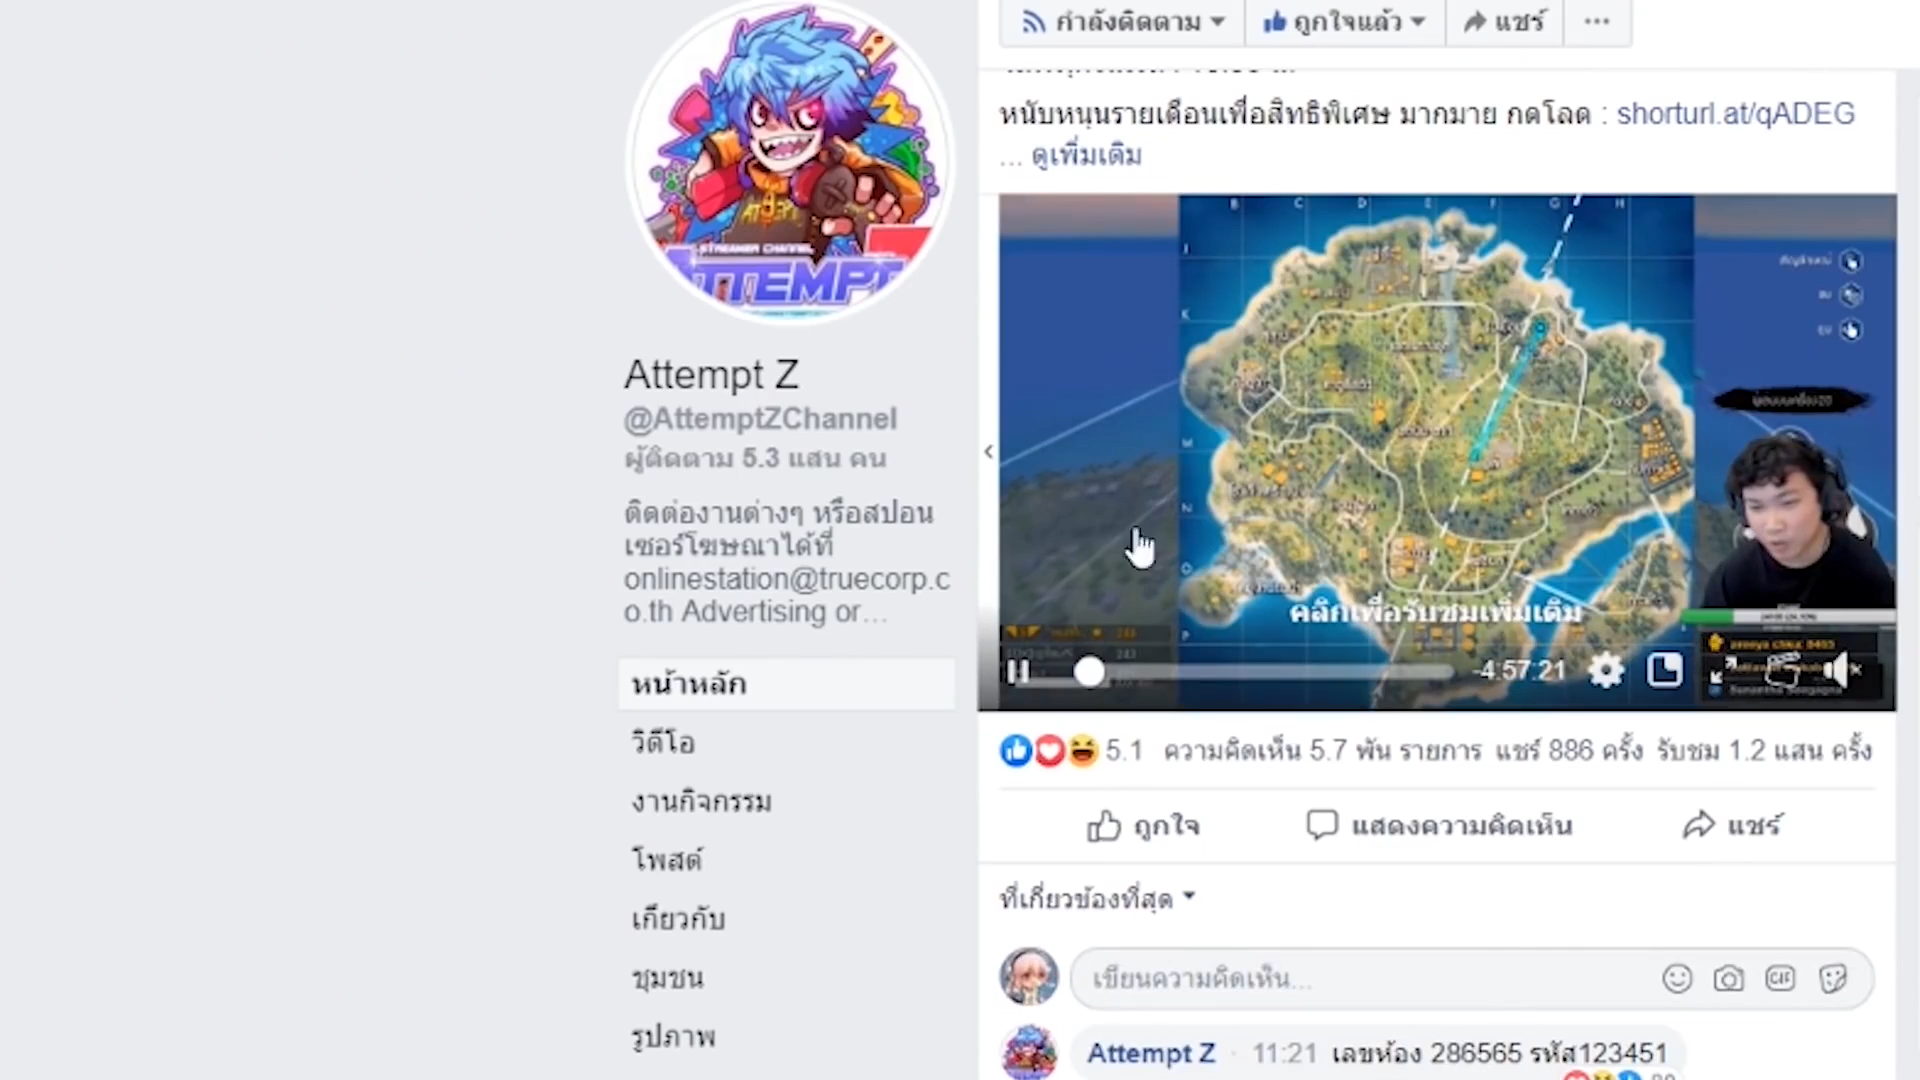 กำลังติดตาม
ถูกใจแล้ว
แชร์
หนับหนุนรายเดือนเพื่อสิทธิพิเศษ มากมาย กดโลด : shorturl.at/qADEG
... ดูเพิ่มเติม
STREAMER CHANNEL
ATTEMPT
Attempt Z
@AttemptZChannel
ผู้ติดตาม 5.3 แสน คน
ติดต่องานต่างๆ หรือสปอน
เซอร์โฆษณาได้ที่
onlinestation@truecorp.c
o.th Advertising or...
หน้าหลัก
วิดีโอ
งานกิจกรรม
โพสต์
เกี่ยวกับ
ชุมชน
รูปภาพ
คลิกเพื่อรับชมเพิ่มเติม
-4:57:21
5.1 ความคิดเห็น 5.7 พัน รายการ แชร์ 886 ครั้ง รับชม 1.2 แสน ครั้ง
ถูกใจ
แสดงความคิดเห็น
แชร์
ที่เกี่ยวข้องที่สุด
เขียนความคิดเห็น...
GIF
Attempt Z · 11:21 เลขห้อง 286565 รหัส123451